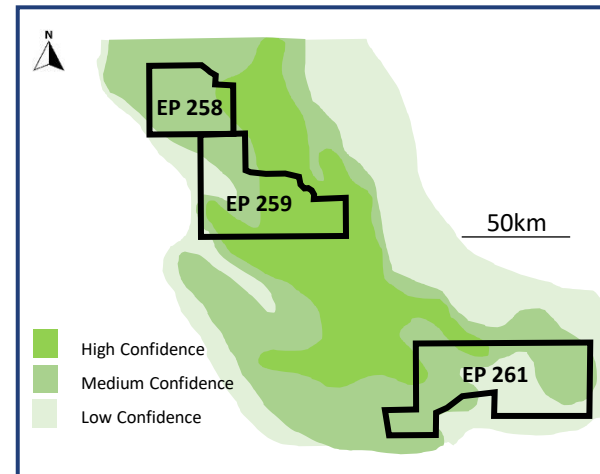 N
EP 258
EP 259
50km
High Confidence
Medium Confidence
EP 261
Low Confidence